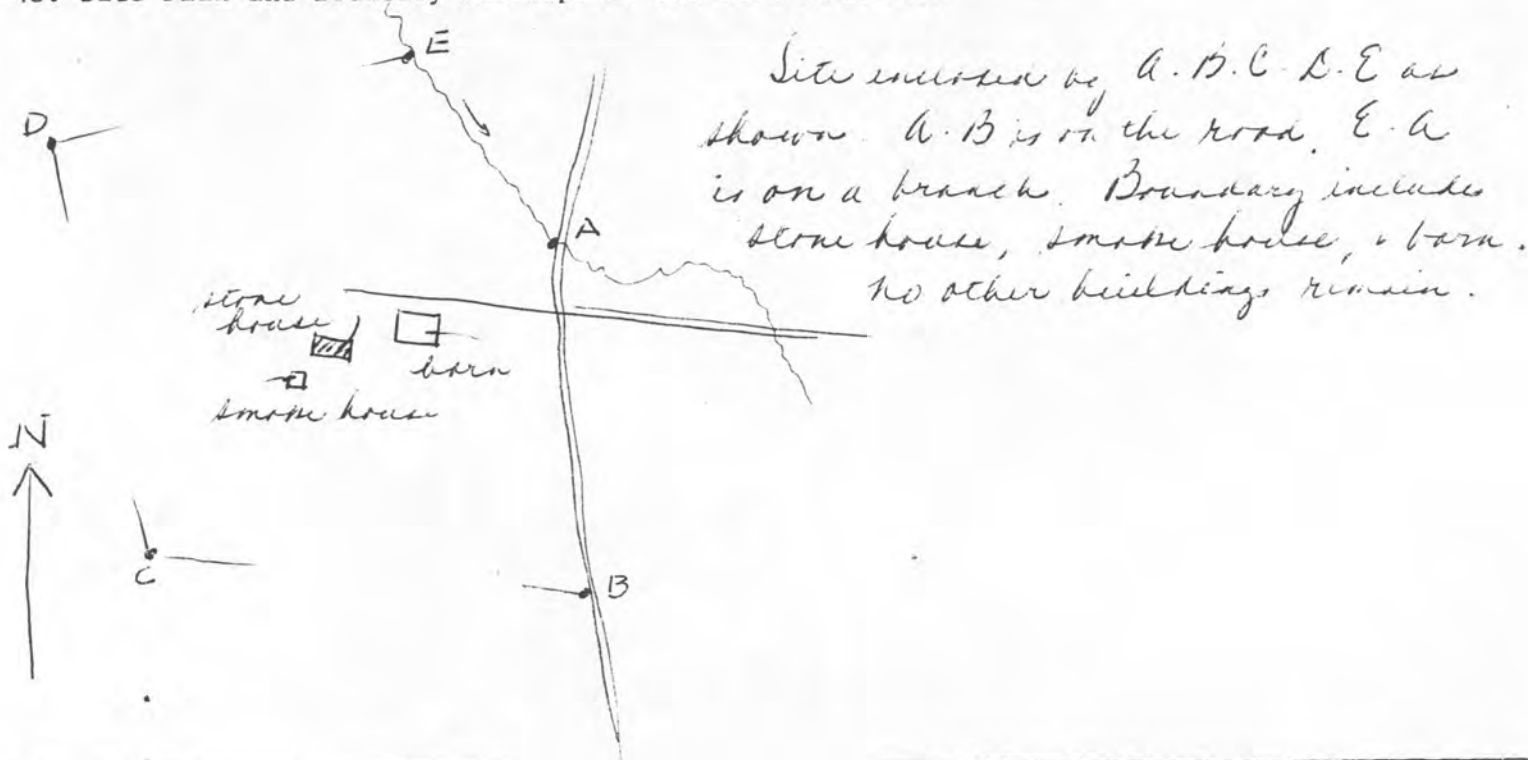 E
D
Site enclosed by A. B. C. D. E as
shown. A. B is on the road. E. A
is on a branch. Boundary includes
stone house, smoke house, & barn.
No other buildings remain.
A
stone
house
barn
smoke house
N
C
B